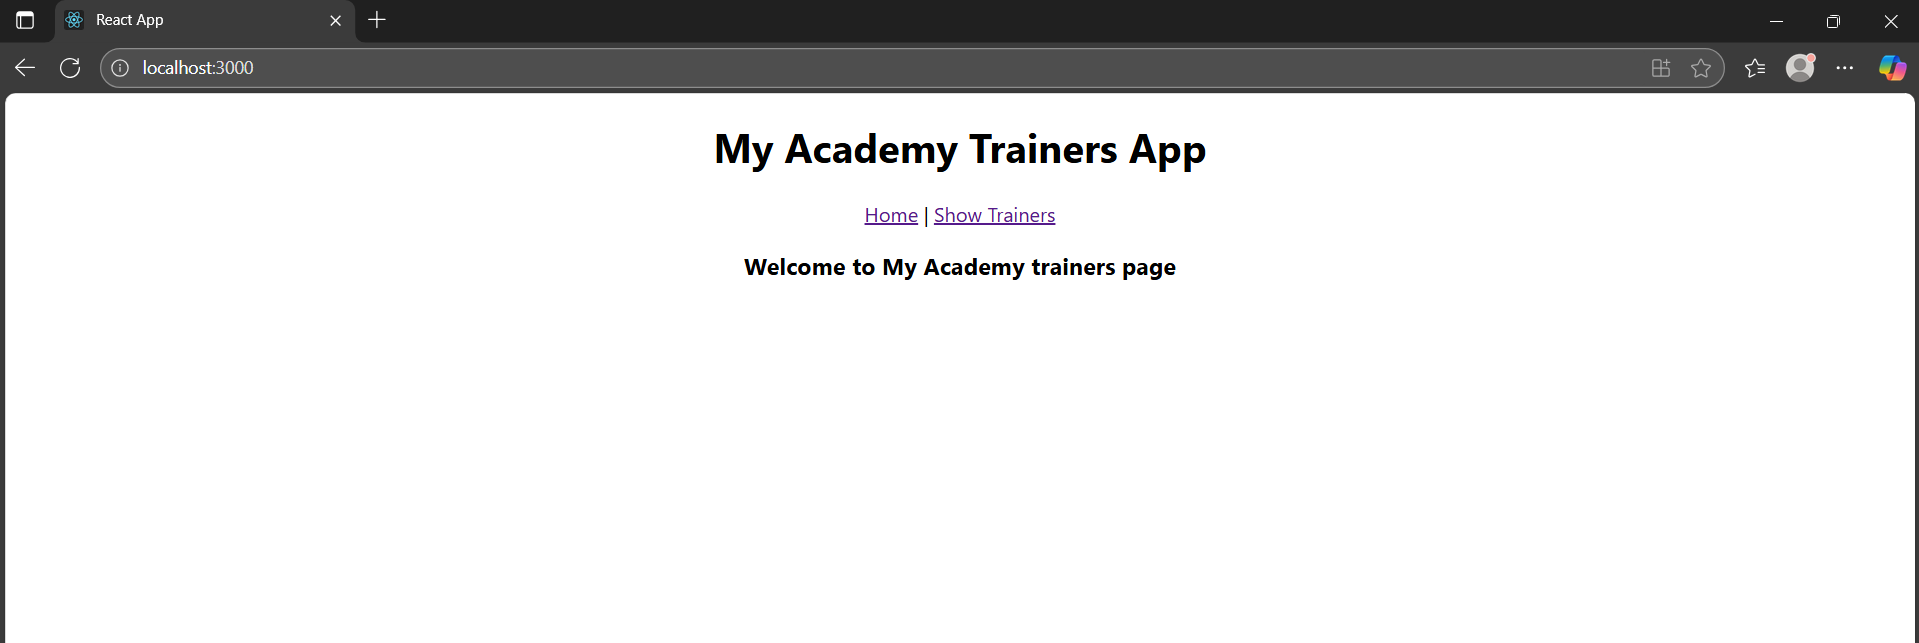 React App
localhost:3000
My Academy Trainers App
Home | Show Trainers
Welcome to My Academy trainers page